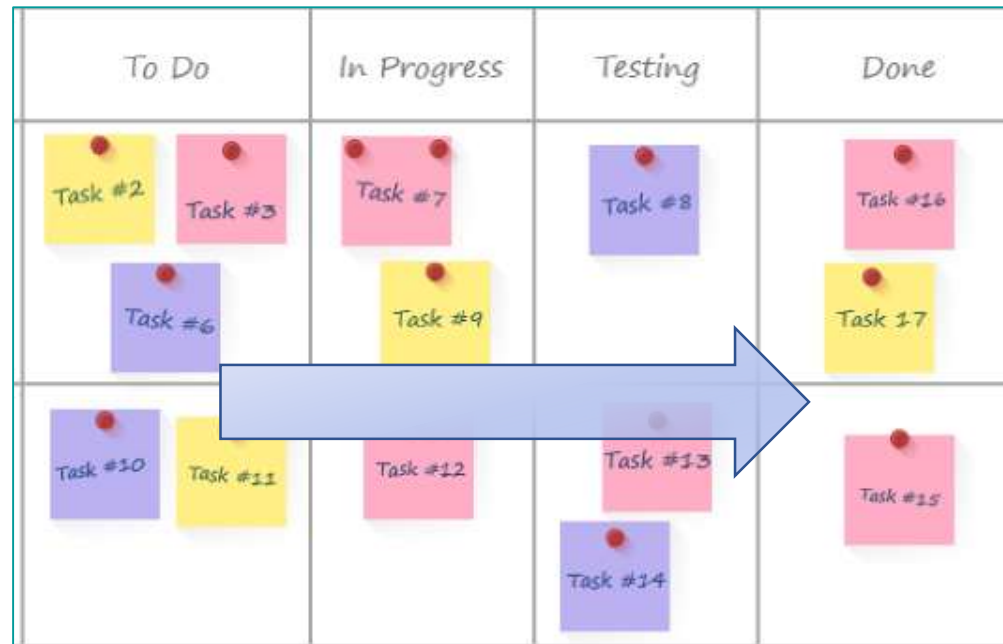 To Do
In Progress
Testing
Done
Task #2
Task #3
Task #7
Task #8
Task #16
Task #6
Task #9
Task 17
Task #10
Task #11
Task #12
Task #13
Task #15
Task #14